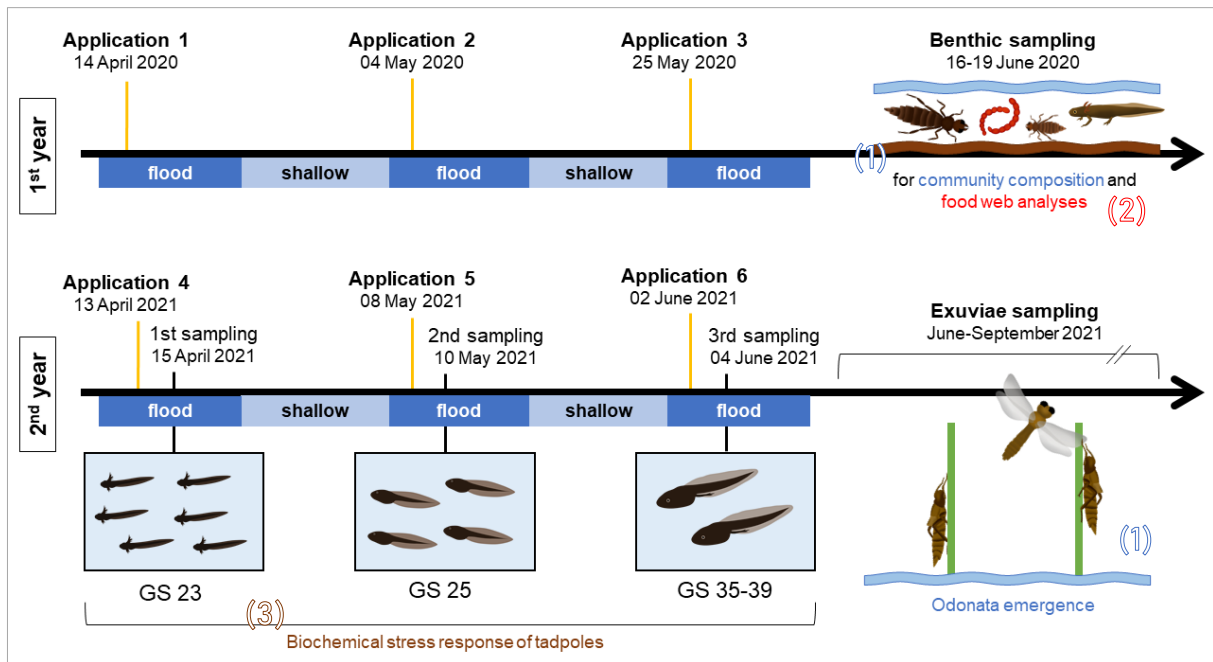 Application 1
14 April 2020
Application 2
04 May 2020
Application 3
25 May 2020
Benthic sampling
16-19 June 2020
1st year
flood
shallow
flood
shallow
flood
(1)
for community composition and
food web analyses
(2)
Application 4
13 April 2021
1st sampling
15 April 2021
Application 5
08 May 2021
2nd sampling
10 May 2021
Application 6
02 June 2021
3rd sampling
04 June 2021
Exuviae sampling
June-September 2021
2nd year
flood
shallow
flood
shallow
flood
GS 23
GS 25
GS 35-39
(1)
Odonata emergence
(3)
Biochemical stress response of tadpoles